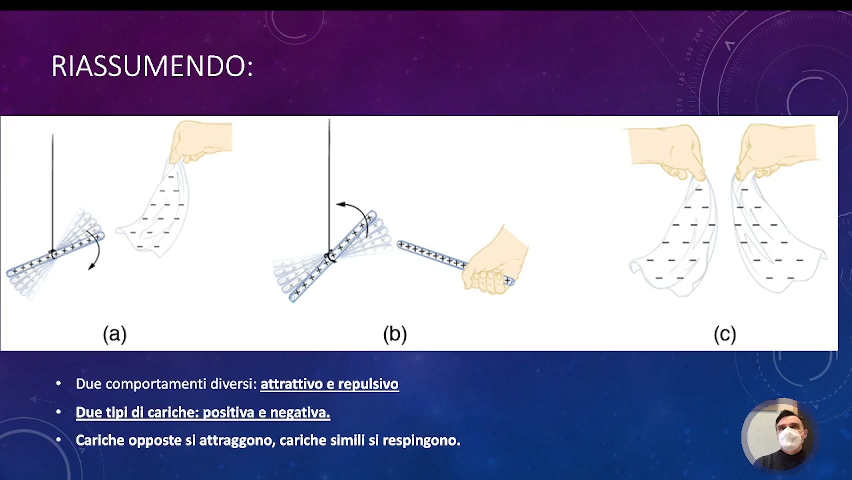 RIASSUMENDO:
(a)
(b)
(c)
• Due comportamenti diversi: attrattivo e repulsivo
• Due tipi di cariche: positiva e negativa.
• Cariche opposte si attraggono, cariche simili si respingono.